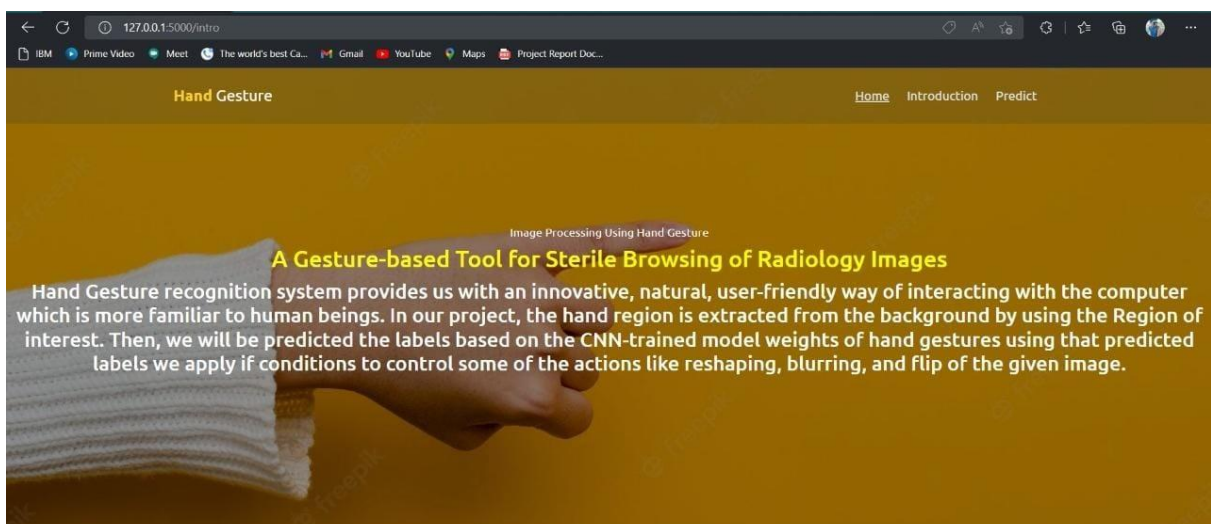 127.0.0.1:5000/intro
IBM Prime Video Meet The world's best Ca... Gmail YouTube Maps Project Report Doc...
Hand Gesture Home Introduction Predict
Image Processing Using Hand Gesture
A Gesture-based Tool for Sterile Browsing of Radiology Images
Hand Gesture recognition system provides us with an innovative, natural, user-friendly way of interacting with the computer
which is more familiar to human beings. In our project, the hand region is extracted from the background by using the Region of
interest. Then, we will be predicted the labels based on the CNN-trained model weights of hand gestures using that predicted
labels we apply if conditions to control some of the actions like reshaping, blurring, and flip of the given image.
freepik
freepik
freepik
freepik